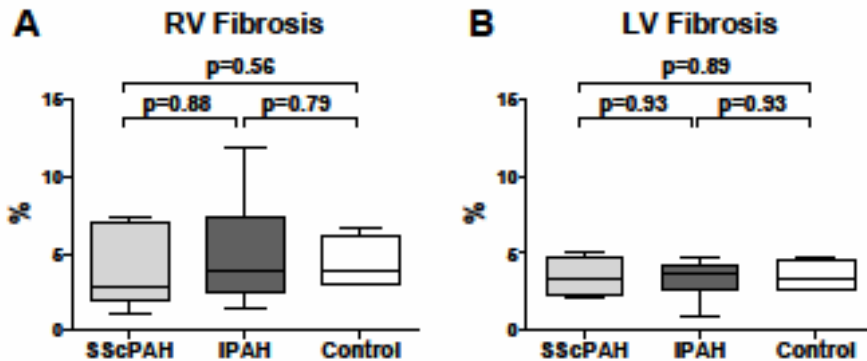 A RV Fibrosis
p=0.56
p=0.88 p=0.79
15
10
5
0
%
SScPAH IPAH Control
B LV Fibrosis
p=0.89
p=0.93 p=0.93
15
10
5
0
%
SScPAH IPAH Control